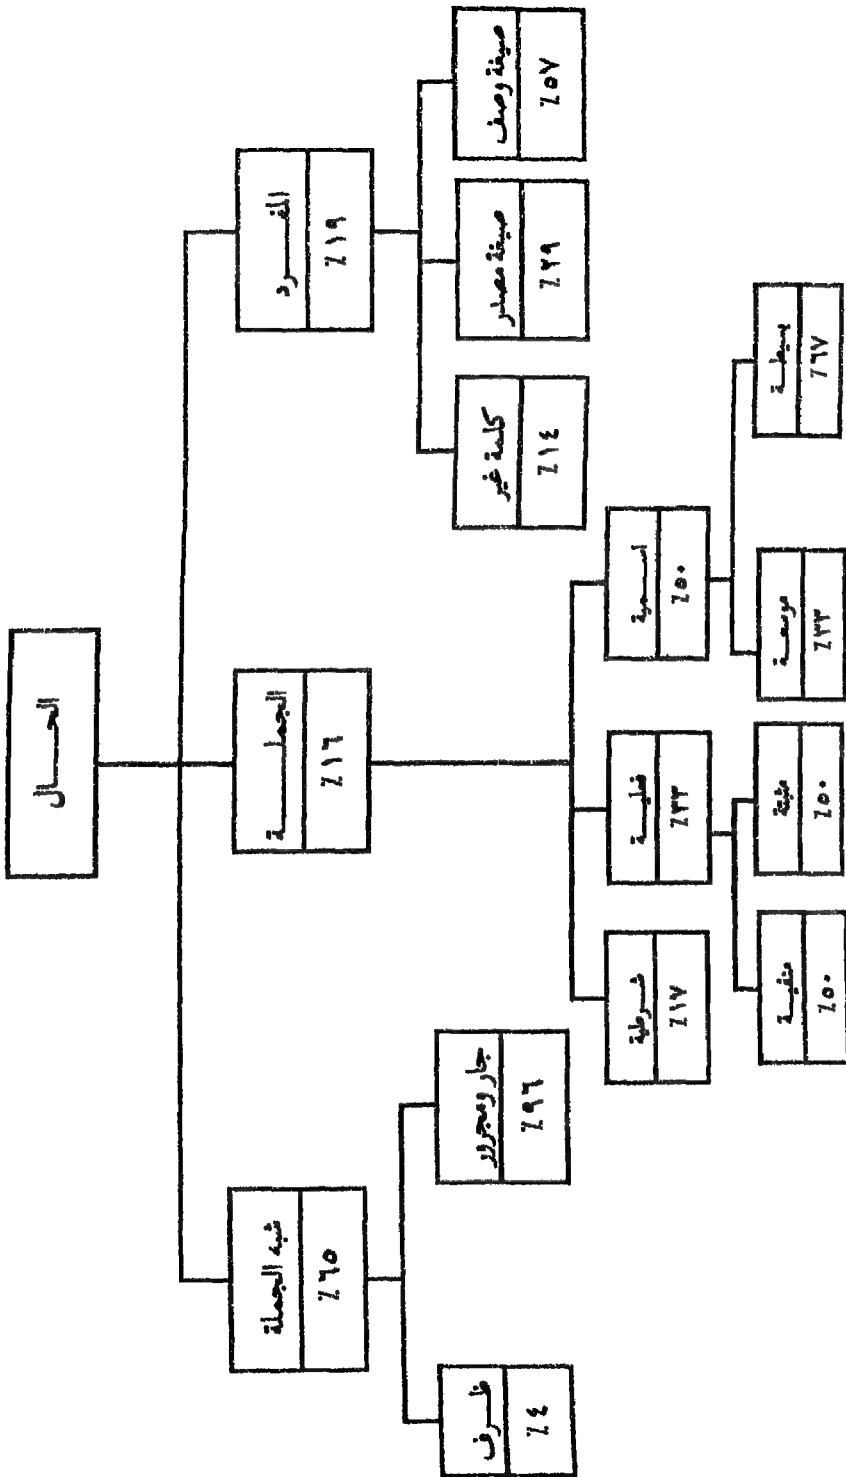 الحال
المفرد
٪١٩
الجملة
٪١٦
شبه الجملة
٪٦٥
صيغة وصف
٪٥٧
صيغة مصدر
٪٢٩
كلمة غير
٪١٤
جار ومجرور
٪٩٦
ظرف
٪٤
اسمية
٪٥٠
فعلية
٪٣٣
شرطية
٪١٧
بسيطة
٪٦٧
موسعة
٪٣٣
مثبتة
٪٥٠
منفية
٪٥٠